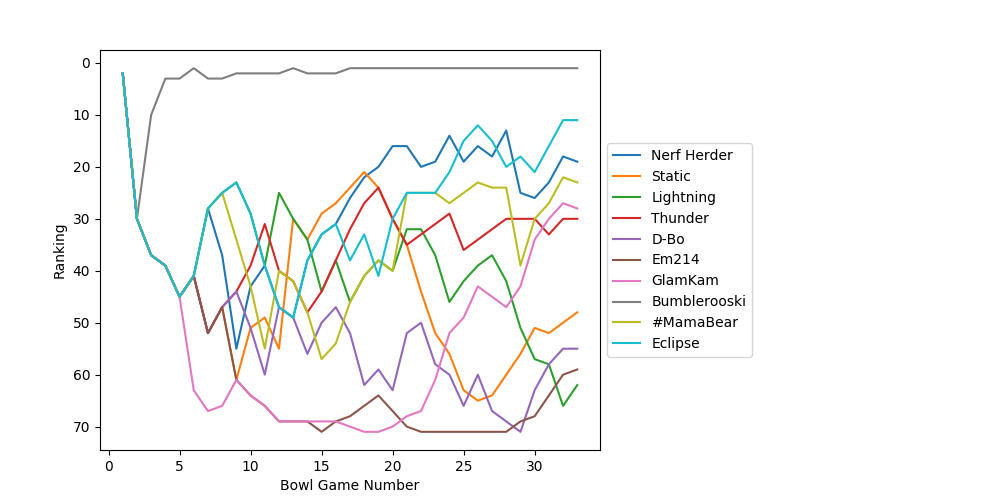 0
10
20
30
40
50
60
70
Ranking
0 5 10 15 20 25 30
Bowl Game Number
Nerf Herder
Static
Lightning
Thunder
D-Bo
Em214
GlamKam
Bumblerooski
#MamaBear
Eclipse